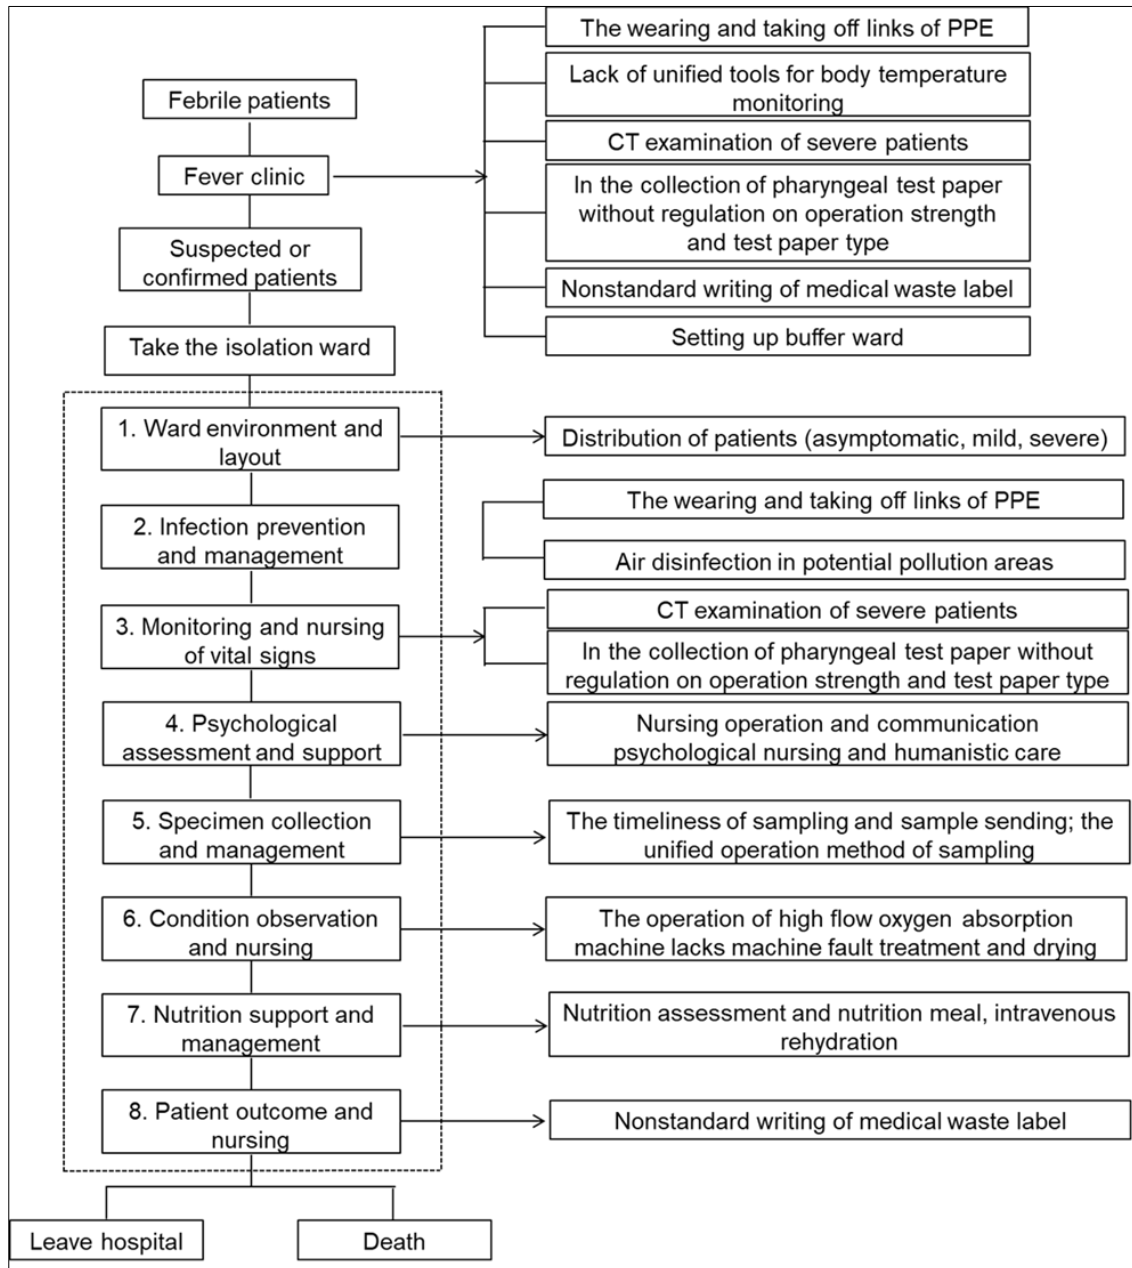 Febrile patients
Fever clinic
Suspected or
confirmed patients
Take the isolation ward
The wearing and taking off links of PPE
Lack of unified tools for body temperature
monitoring
CT examination of severe patients
In the collection of pharyngeal test paper
without regulation on operation strength
and test paper type
Nonstandard writing of medical waste label
Setting up buffer ward
1. Ward environment and
layout
Distribution of patients (asymptomatic, mild, severe)
2. Infection prevention
and management
The wearing and taking off links of PPE
Air disinfection in potential pollution areas
3. Monitoring and nursing
of vital signs
CT examination of severe patients
In the collection of pharyngeal test paper without
regulation on operation strength and test paper type
4. Psychological
assessment and support
Nursing operation and communication
psychological nursing and humanistic care
5. Specimen collection
and management
The timeliness of sampling and sample sending; the
unified operation method of sampling
6. Condition observation
and nursing
The operation of high flow oxygen absorption
machine lacks machine fault treatment and drying
7. Nutrition support and
management
Nutrition assessment and nutrition meal, intravenous
rehydration
8. Patient outcome and
nursing
Nonstandard writing of medical waste label
Leave hospital
Death